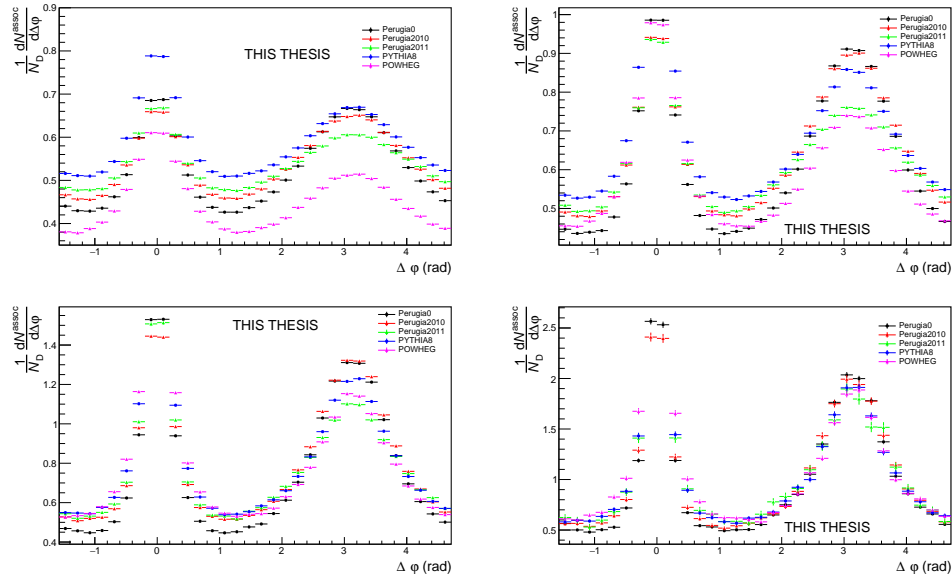 1/N_D dN^assoc/dΔφ
0.8
0.7
0.6
0.5
0.4
−1 0 1 2 3 4
Δ φ (rad)
THIS THESIS
Perugia0
Perugia2010
Perugia2011
PYTHIA8
POWHEG
1/N_D dN^assoc/dΔφ
1
0.9
0.8
0.7
0.6
0.5
−1 0 1 2 3 4
Δ φ (rad)
THIS THESIS
Perugia0
Perugia2010
Perugia2011
PYTHIA8
POWHEG
1/N_D dN^assoc/dΔφ
1.4
1.2
1
0.8
0.6
0.4
−1 0 1 2 3 4
Δ φ (rad)
THIS THESIS
Perugia0
Perugia2010
Perugia2011
PYTHIA8
POWHEG
1/N_D dN^assoc/dΔφ
2.5
2
1.5
1
0.5
−1 0 1 2 3 4
Δ φ (rad)
THIS THESIS
Perugia0
Perugia2010
Perugia2011
PYTHIA8
POWHEG